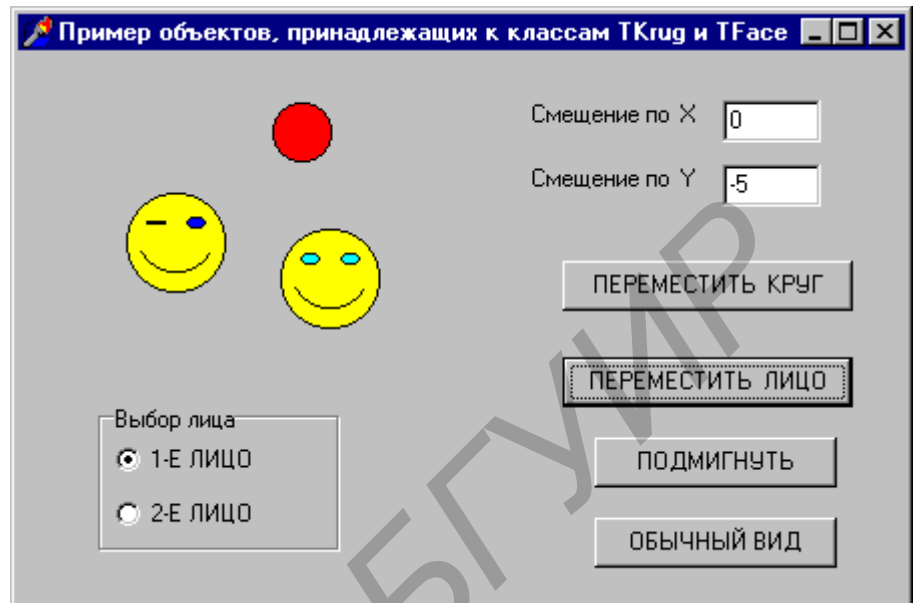 Пример объектов, принадлежащих к классам TKrug и TFace
Смещение по X 0
Смещение по Y -5
ПЕРЕМЕСТИТЬ КРУГ
ПЕРЕМЕСТИТЬ ЛИЦО
Выбор лица
1-Е ЛИЦО
ПОДМИГНУТЬ
2-Е ЛИЦО
ОБЫЧНЫЙ ВИД
БГУИР